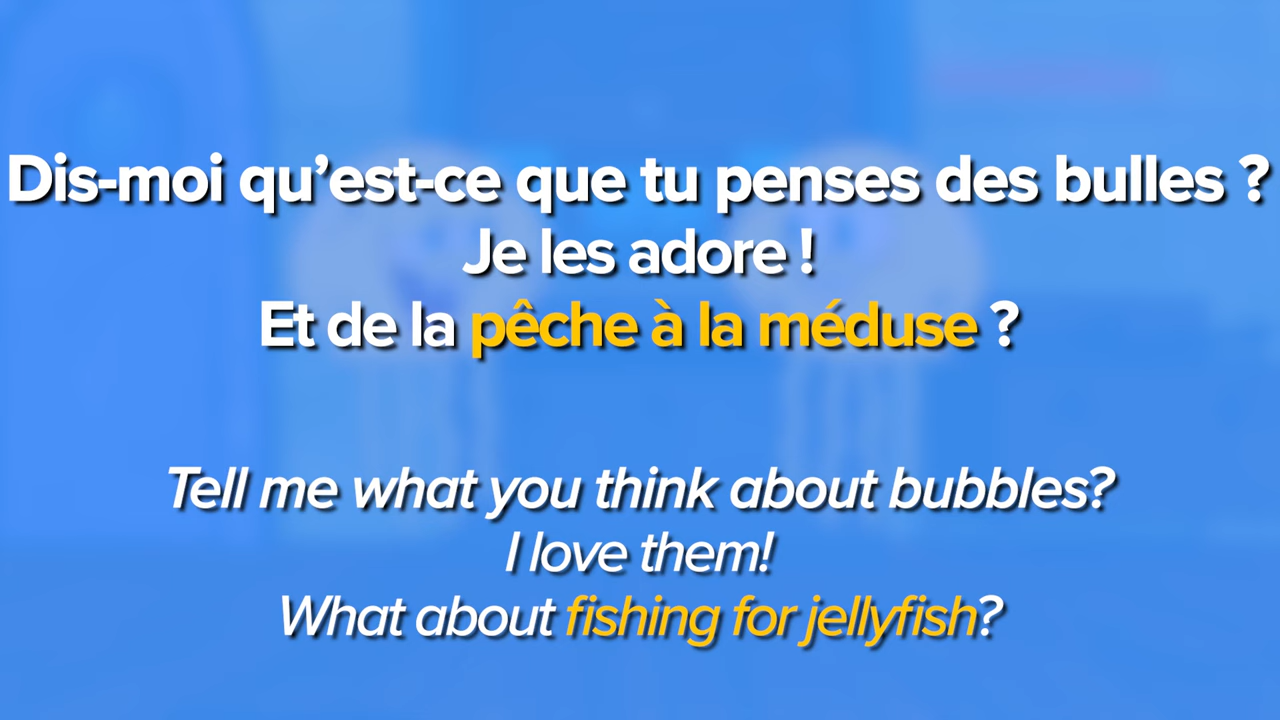 Dis-moi qu’est-ce que tu penses des bulles ?
Je les adore !
Et de la pêche à la méduse ?
Tell me what you think about bubbles?
I love them!
What about fishing for jellyfish?